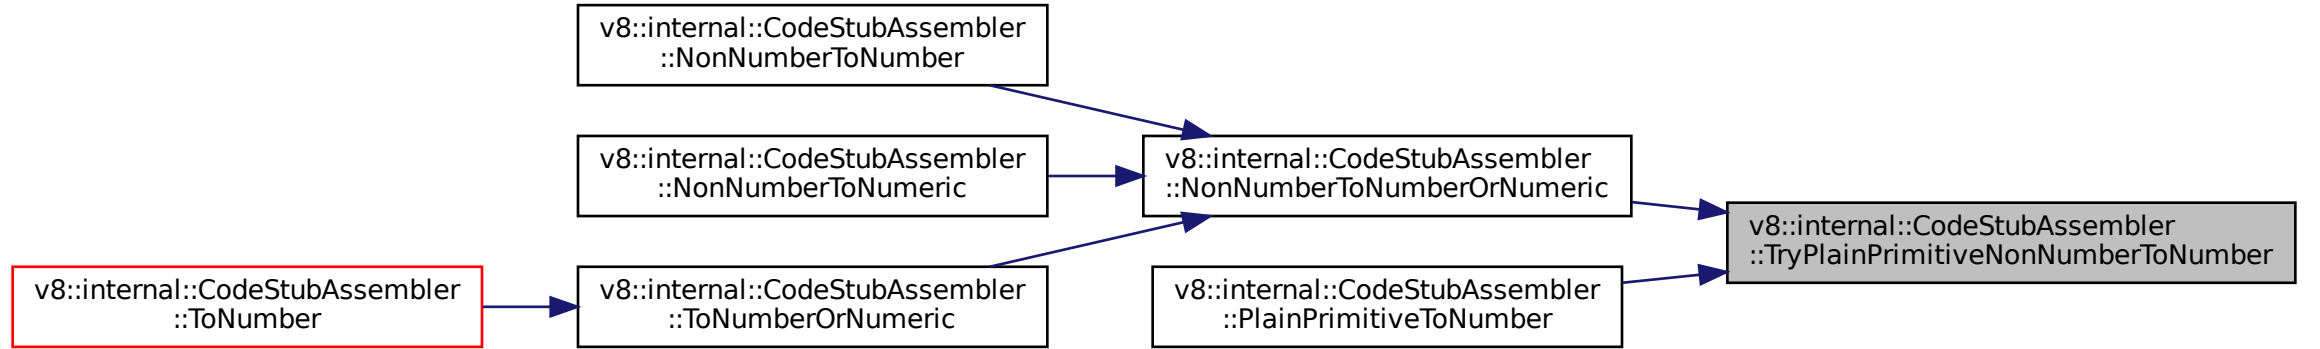 v8::internal::CodeStubAssembler
::NonNumberToNumber
v8::internal::CodeStubAssembler
::NonNumberToNumeric
v8::internal::CodeStubAssembler
::NonNumberToNumberOrNumeric
v8::internal::CodeStubAssembler
::TryPlainPrimitiveNonNumberToNumber
v8::internal::CodeStubAssembler
::ToNumber
v8::internal::CodeStubAssembler
::ToNumberOrNumeric
v8::internal::CodeStubAssembler
::PlainPrimitiveToNumber